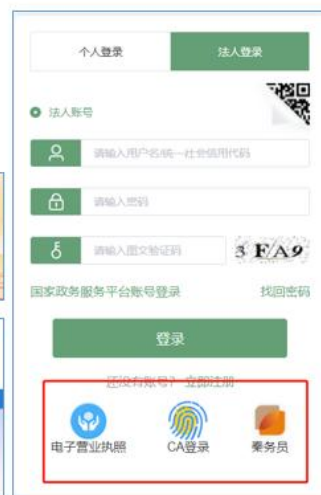 个人登录 法人登录
法人账号
请输入用户名/统一社会信用代码
请输入密码
请输入图文验证码 3 F A 9
国家政务服务平台账号登录 找回密码
登录
还没有账号？ 立即注册
电子营业执照 CA登录 秦务员